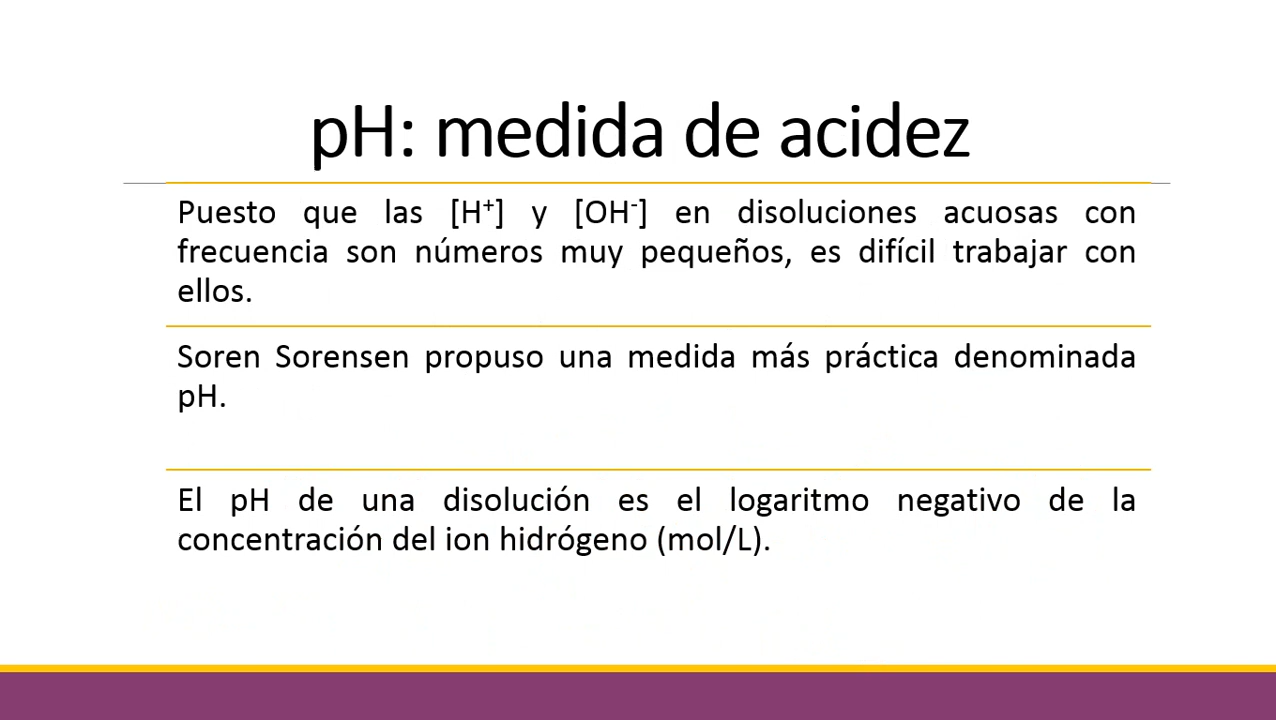 pH: medida de acidez
Puesto que las [H⁺] y [OH⁻] en disoluciones acuosas con
frecuencia son números muy pequeños, es difícil trabajar con
ellos.
Soren Sorensen propuso una medida más práctica denominada
pH.
El pH de una disolución es el logaritmo negativo de la
concentración del ion hidrógeno (mol/L).